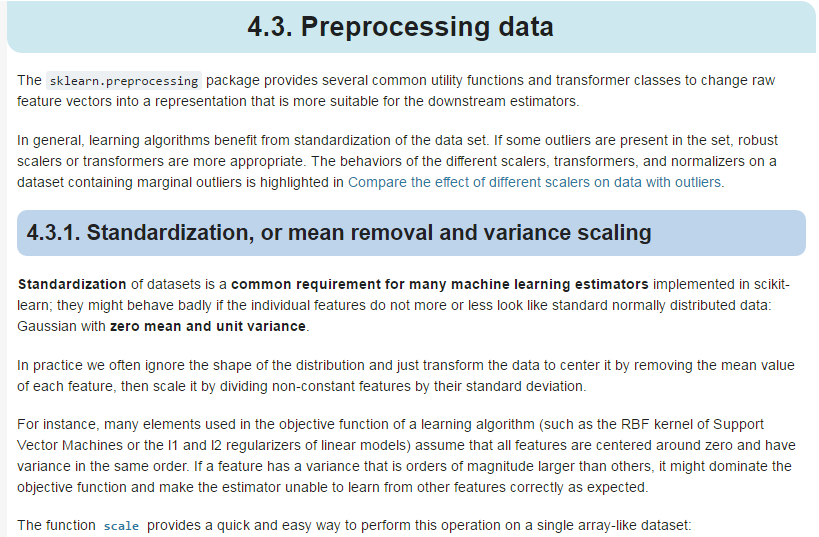 4.3. Preprocessing data
The sklearn.preprocessing package provides several common utility functions and transformer classes to change raw
feature vectors into a representation that is more suitable for the downstream estimators.
In general, learning algorithms benefit from standardization of the data set. If some outliers are present in the set, robust
scalers or transformers are more appropriate. The behaviors of the different scalers, transformers, and normalizers on a
dataset containing marginal outliers is highlighted in Compare the effect of different scalers on data with outliers.
4.3.1. Standardization, or mean removal and variance scaling
Standardization of datasets is a common requirement for many machine learning estimators implemented in scikit-
learn; they might behave badly if the individual features do not more or less look like standard normally distributed data:
Gaussian with zero mean and unit variance.
In practice we often ignore the shape of the distribution and just transform the data to center it by removing the mean value
of each feature, then scale it by dividing non-constant features by their standard deviation.
For instance, many elements used in the objective function of a learning algorithm (such as the RBF kernel of Support
Vector Machines or the l1 and l2 regularizers of linear models) assume that all features are centered around zero and have
variance in the same order. If a feature has a variance that is orders of magnitude larger than others, it might dominate the
objective function and make the estimator unable to learn from other features correctly as expected.
The function scale provides a quick and easy way to perform this operation on a single array-like dataset: